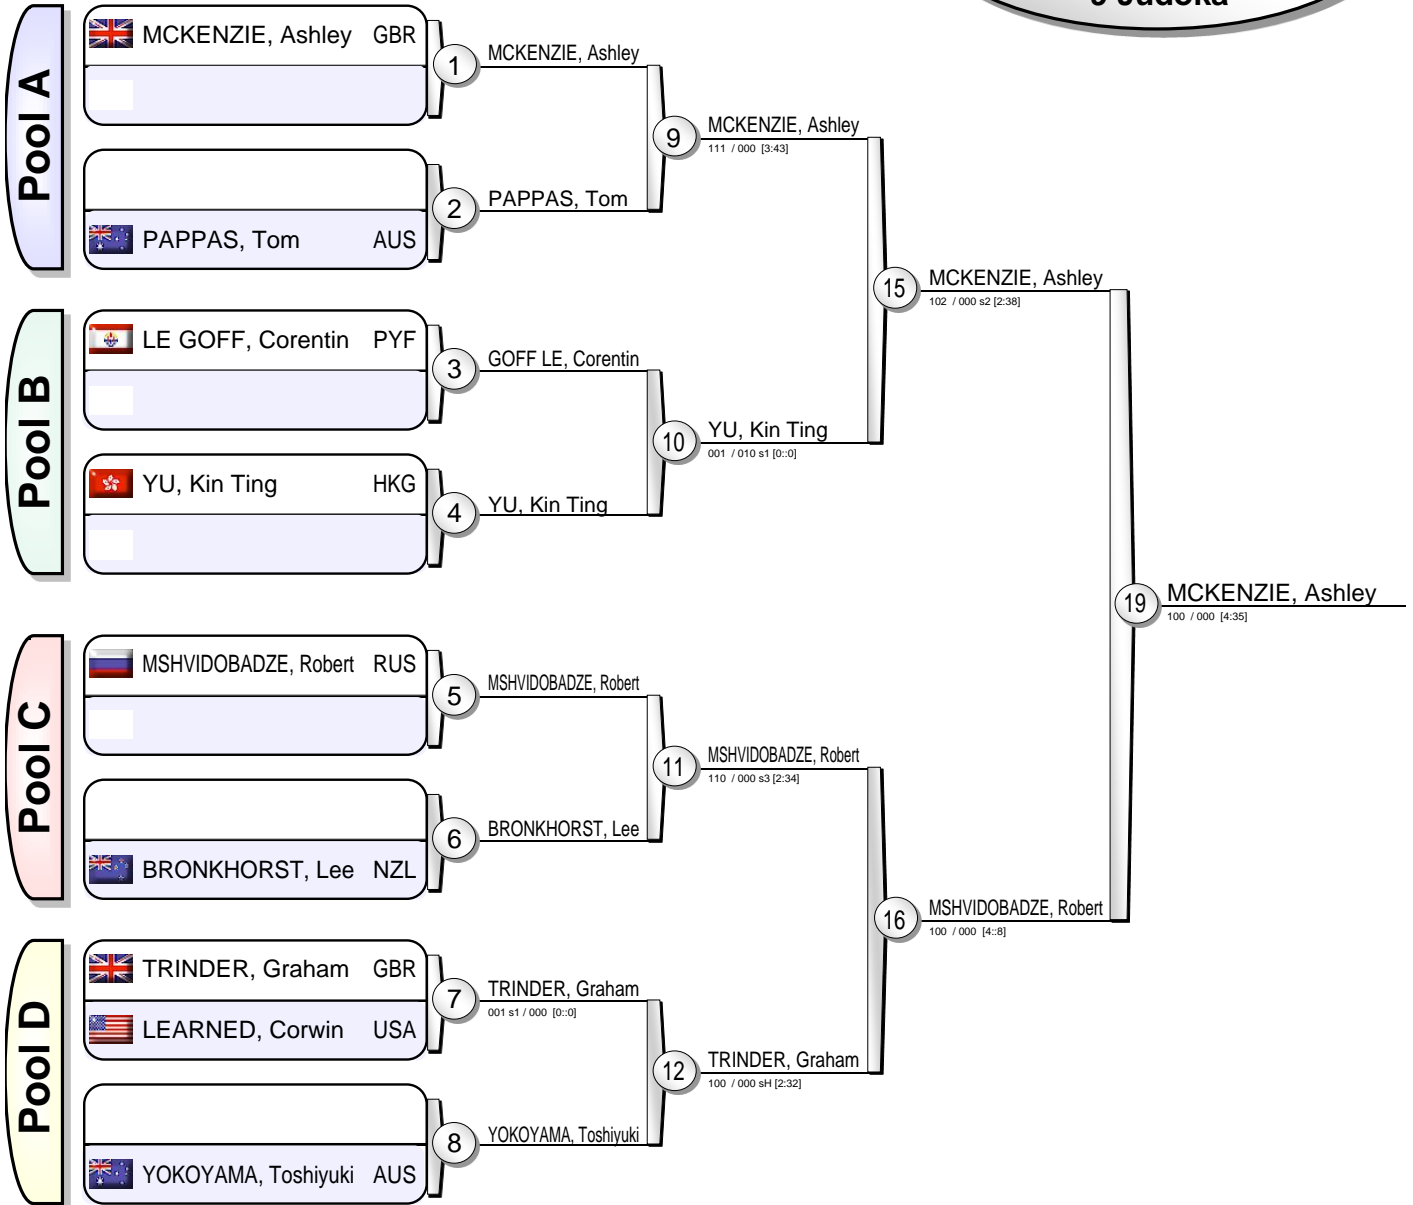 9 Judoka
Pool A
MCKENZIE, Ashley GBR
1
MCKENZIE, Ashley
PAPPAS, Tom AUS
2
PAPPAS, Tom
9
MCKENZIE, Ashley
111 / 000 [3:43]
Pool B
LE GOFF, Corentin PYF
3
GOFF LE, Corentin
YU, Kin Ting HKG
4
YU, Kin Ting
10
YU, Kin Ting
001 / 010 s1 [0::0]
15
MCKENZIE, Ashley
102 / 000 s2 [2:38]
Pool C
MSHVIDOBADZE, Robert RUS
5
MSHVIDOBADZE, Robert
BRONKHORST, Lee NZL
6
BRONKHORST, Lee
11
MSHVIDOBADZE, Robert
110 / 000 s3 [2:34]
Pool D
TRINDER, Graham GBR
LEARNED, Corwin USA
7
TRINDER, Graham
001 s1 / 000 [0::0]
YOKOYAMA, Toshiyuki AUS
8
YOKOYAMA, Toshiyuki
12
TRINDER, Graham
100 / 000 sH [2:32]
16
MSHVIDOBADZE, Robert
100 / 000 [4::8]
19
MCKENZIE, Ashley
100 / 000 [4:35]